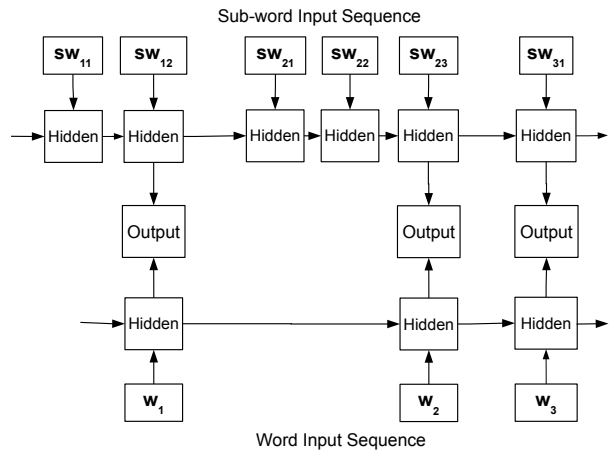 Sub-word Input Sequence
sw11 sw12 sw21 sw22 sw23 sw31
Hidden Hidden Hidden Hidden Hidden Hidden
Output Output Output
Hidden Hidden Hidden
w1 w2 w3
Word Input Sequence